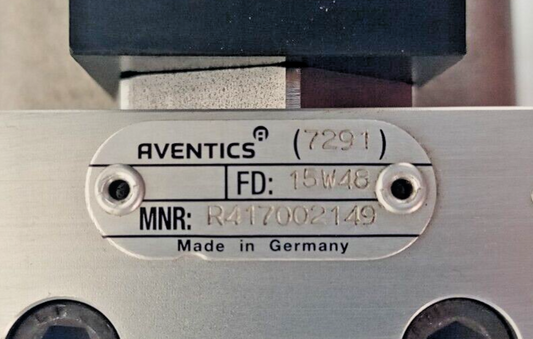 AVENTICS (7291)
FD: 15W48
MNR: R417002149
Made in Germany